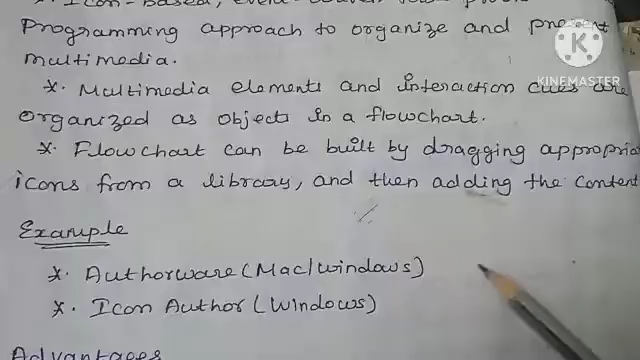 Programming approach to organize and present
multimedia.
*. Multimedia elements and interaction cues are
organized as objects in a flowchart.
*. Flowchart can be built by dragging appropriat
icons from a library, and then adding the content
Example
*. Authorware (Mac/Windows)
*. Icon Author (Windows)
Advantages
KINEMASTER